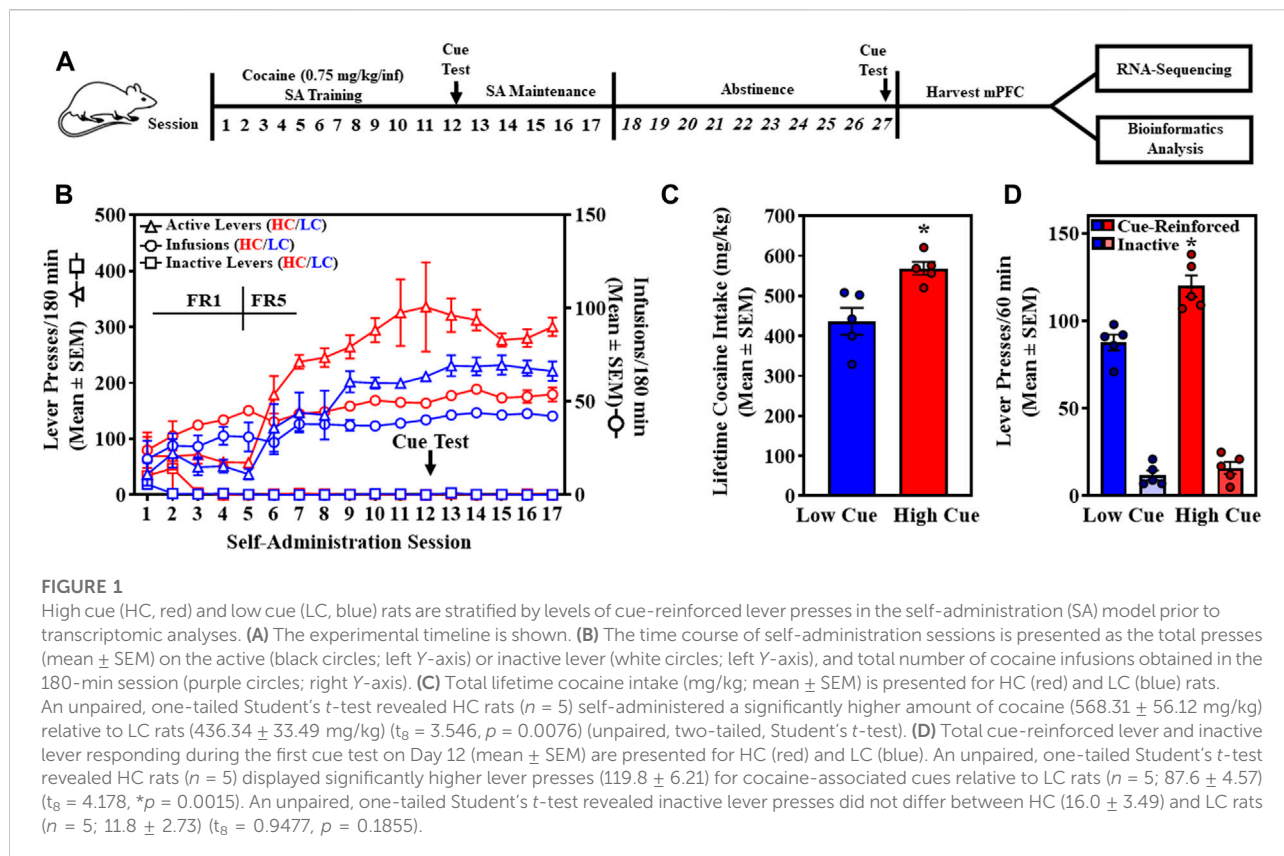 A
Cue
Test
Cue
Test
Cocaine (0.75 mg/kg/inf)
SA Training
SA Maintenance
Abstinence
Harvest mPFC
RNA-Sequencing
Bioinformatics
Analysis
Session
1 2 3 4 5 6 7 8 9 10 11 12 13 14 15 16 17 18 19 20 21 22 23 24 25 26 27
B
Lever Presses/180 min
(Mean ± SEM)
500
400
300
200
100
0
Active Levers (HC/LC)
Infusions (HC/LC)
Inactive Levers (HC/LC)
FR1 FR5
Cue Test
150
100
50
0
Infusions/180 min
(Mean ± SEM)
1 2 3 4 5 6 7 8 9 10 11 12 13 14 15 16 17
Self-Administration Session
C
Lifetime Cocaine Intake (mg/kg)
(Mean ± SEM)
700
600
500
400
300
200
100
0
*
Low Cue High Cue
D
Lever Presses/60 min
(Mean ± SEM)
150
100
50
0
Cue-Reinforced
Inactive
*
Low Cue High Cue
FIGURE 1
High cue (HC, red) and low cue (LC, blue) rats are stratified by levels of cue-reinforced lever presses in the self-administration (SA) model prior to
transcriptomic analyses. (A) The experimental timeline is shown. (B) The time course of self-administration sessions is presented as the total presses
(mean ± SEM) on the active (black circles; left Y-axis) or inactive lever (white circles; left Y-axis), and total number of cocaine infusions obtained in the
180-min session (purple circles; right Y-axis). (C) Total lifetime cocaine intake (mg/kg; mean ± SEM) is presented for HC (red) and LC (blue) rats.
An unpaired, one-tailed Student's t-test revealed HC rats (n = 5) self-administered a significantly higher amount of cocaine (568.31 ± 56.12 mg/kg)
relative to LC rats (436.34 ± 33.49 mg/kg) (t₈ = 3.546, p = 0.0076) (unpaired, two-tailed, Student's t-test). (D) Total cue-reinforced lever and inactive
lever responding during the first cue test on Day 12 (mean ± SEM) are presented for HC (red) and LC (blue). An unpaired, one-tailed Student's t-test
revealed HC rats (n = 5) displayed significantly higher lever presses (119.8 ± 6.21) for cocaine-associated cues relative to LC rats (n = 5; 87.6 ± 4.57)
(t₈ = 4.178, *p = 0.0015). An unpaired, one-tailed Student's t-test revealed inactive lever presses did not differ between HC (16.0 ± 3.49) and LC rats
(n = 5; 11.8 ± 2.73) (t₈ = 0.9477, p = 0.1855).